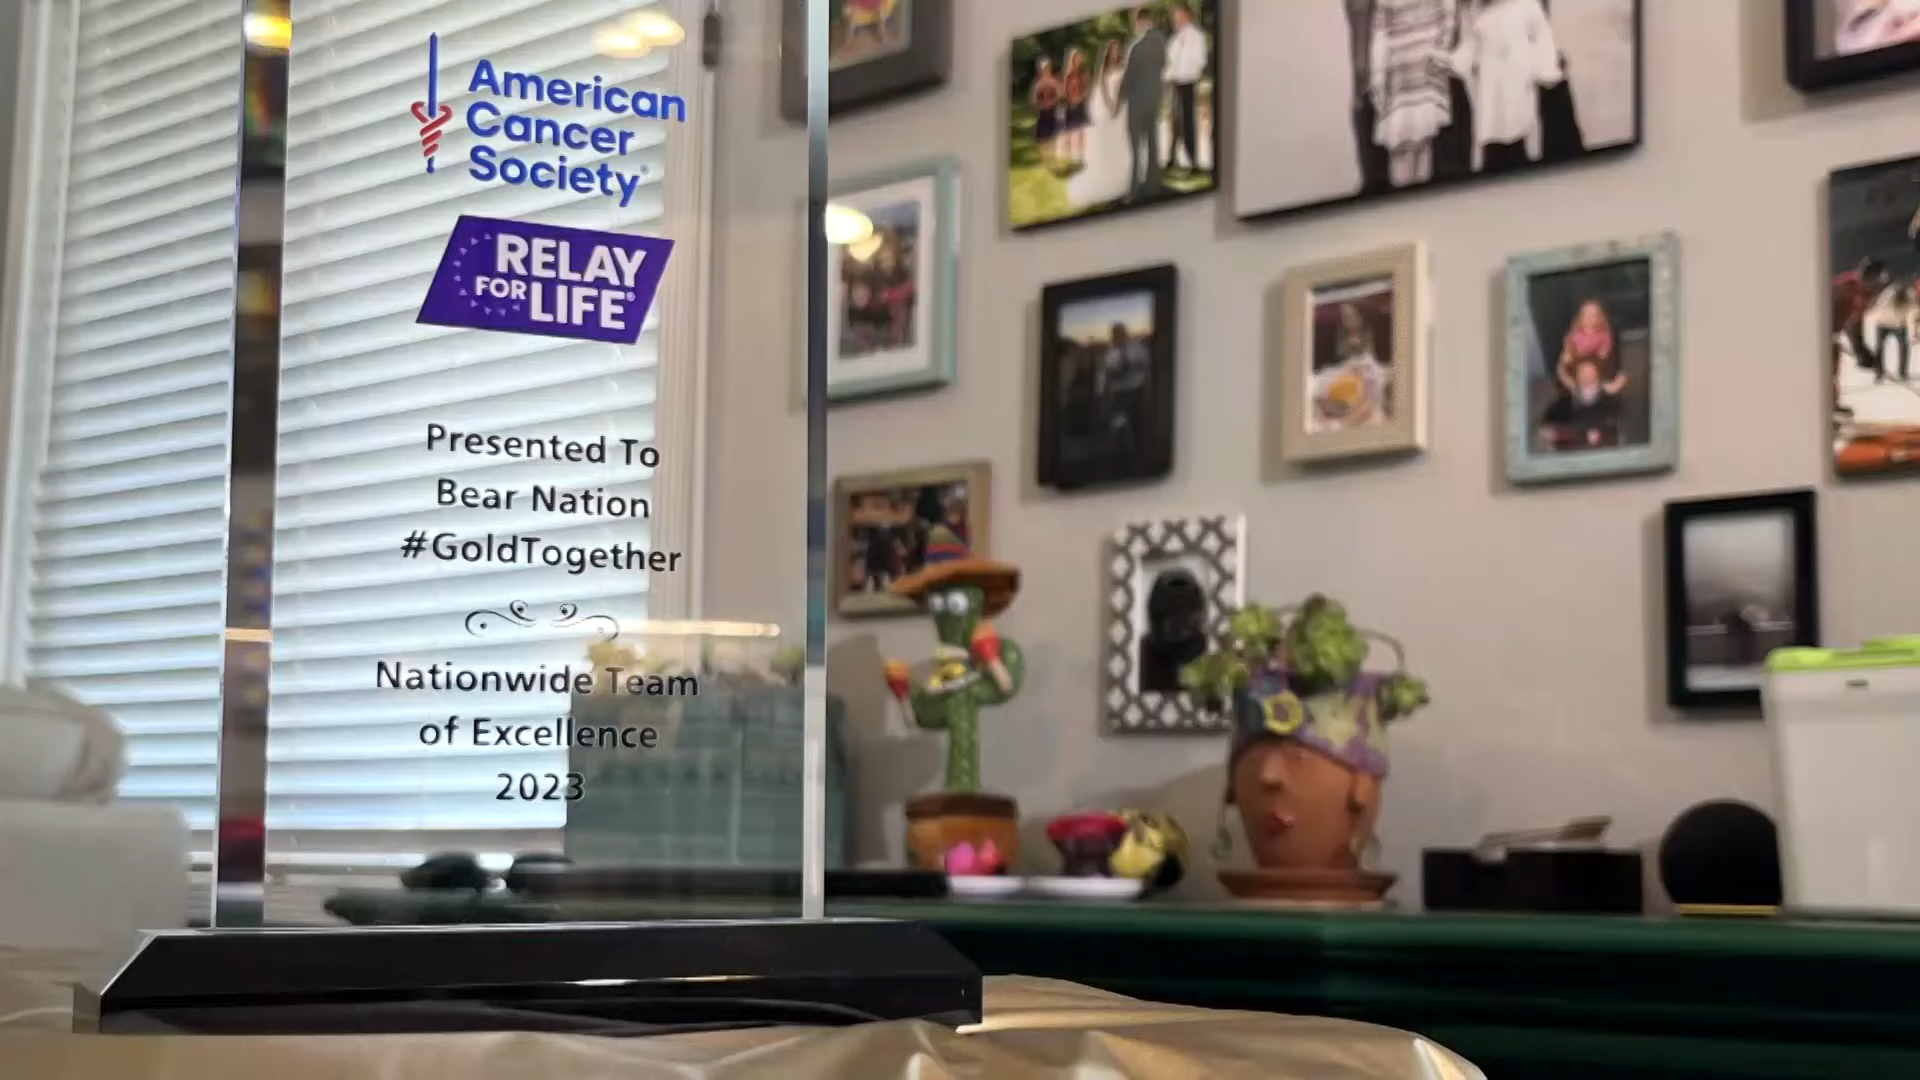 American
Cancer
Society®
RELAY
FOR LIFE®
Presented To
Bear Nation
#GoldTogether
Nationwide Team
of Excellence
2023